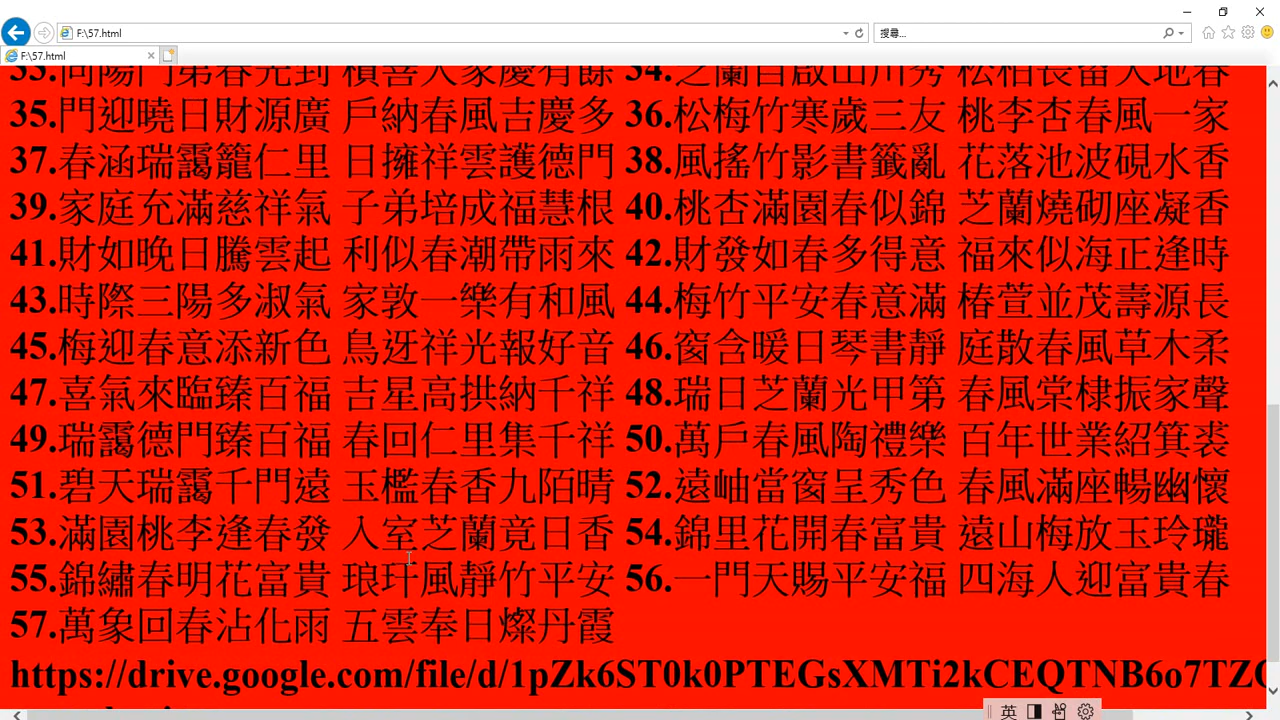 F:\57.html
搜尋...
F:\57.html
34.芝蘭自啟山川秀 松柏長留天地春
35.門迎曉日財源廣 戶納春風吉慶多 36.松梅竹寒歲三友 桃李杏春風一家
37.春涵瑞靄籠仁里 日擁祥雲護德門 38.風搖竹影書籤亂 花落池波硯水香
39.家庭充滿慈祥氣 子弟培成福慧根 40.桃杏滿園春似錦 芝蘭燒砌座凝香
41.財如晚日騰雲起 利似春潮帶雨來 42.財發如春多得意 福來似海正逢時
43.時際三陽多淑氣 家敦一樂有和風 44.梅竹平安春意滿 椿萱並茂壽源長
45.梅迎春意添新色 鳥迓祥光報好音 46.窗含暖日琴書靜 庭散春風草木柔
47.喜氣來臨臻百福 吉星高拱納千祥 48.瑞日芝蘭光甲第 春風棠棣振家聲
49.瑞靄德門臻百福 春回仁里集千祥 50.萬戶春風陶禮樂 百年世業紹箕裘
51.碧天瑞靄千門遠 玉檻春香九陌晴 52.遠岫當窗呈秀色 春風滿座暢幽懷
53.滿園桃李逢春發 入室芝蘭竟日香 54.錦里花開春富貴 遠山梅放玉玲瓏
55.錦繡春明花富貴 琅玕風靜竹平安 56.一門天賜平安福 四海人迎富貴春
57.萬象回春沾化雨 五雲奉日燦丹霞
https://drive.google.com/file/d/1pZk6ST0k0PTEGsXMTi2kCEQTNB6o7TZ
英